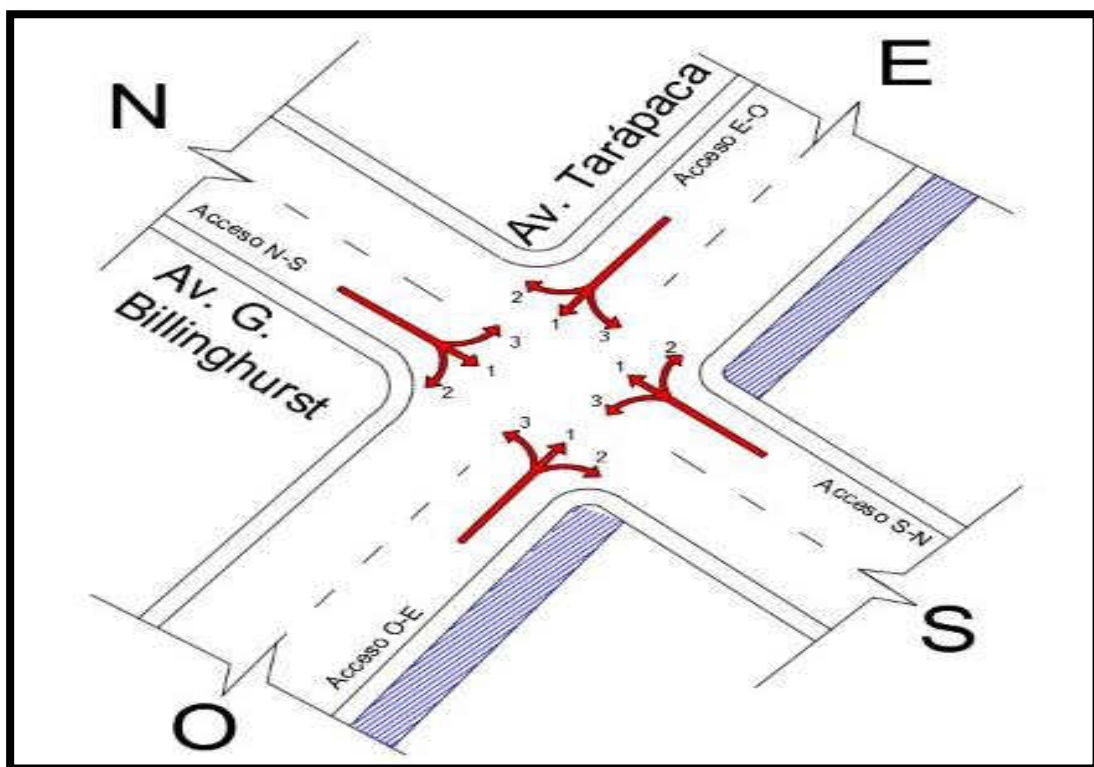 N
E
Av. Tarápaca
Acceso E-O
Acceso N-S
Av. G.
Billinghurst
2
1
3
3
1
2
2
1
3
3
1
2
Acceso S-N
Acceso O-E
S
O